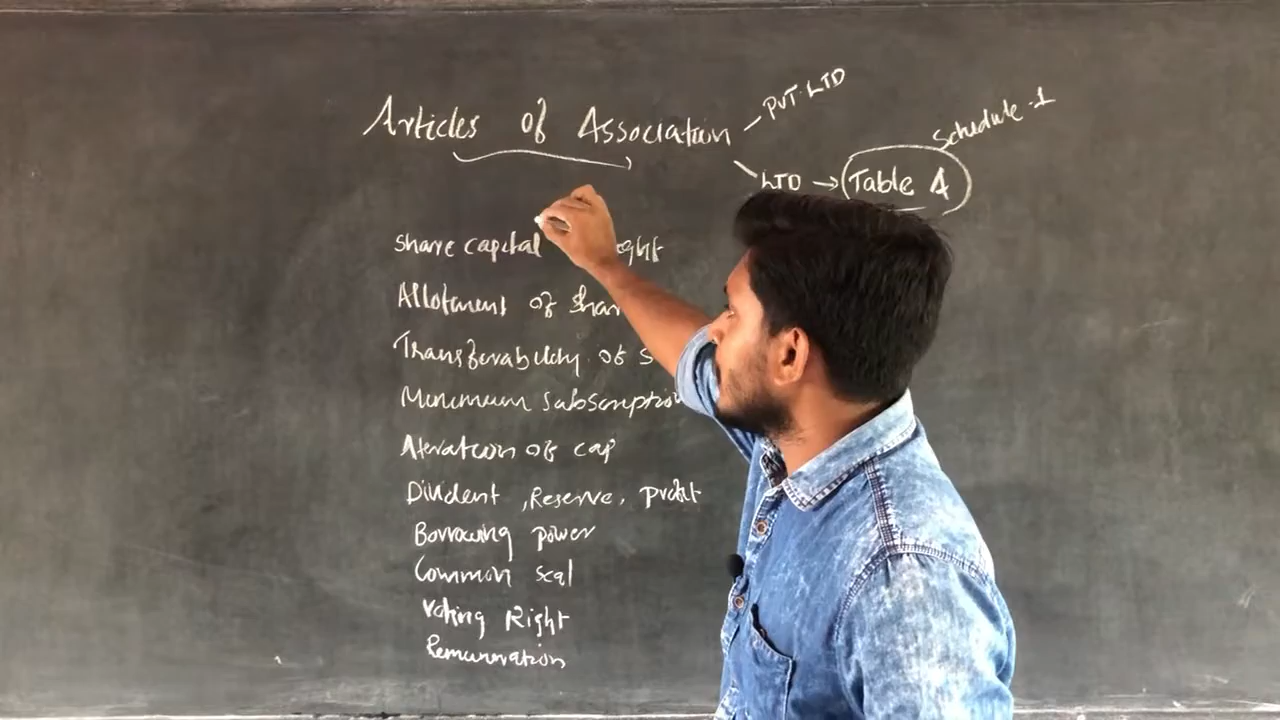 Articles of Association
PVT.LTD
LTD → Table A
Schedule-1
Share capital
Allotment of
Transferability of S
Minimum Subscription
Alteration of cap
Divident, Reserve, profit
Borrowing power
Common seal
Voting Right
Remuneration